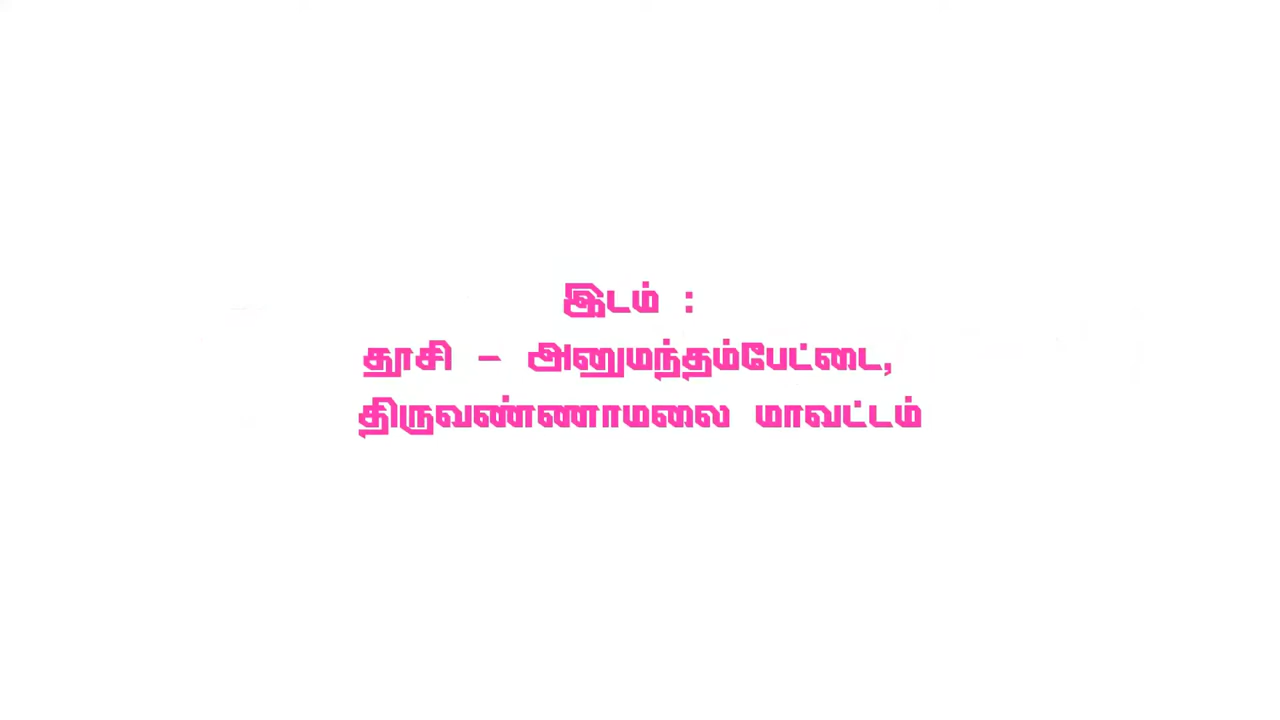 இடம் :
தூசி - அனுமந்தம்பேட்டை,
திருவண்ணாமலை மாவட்டம்